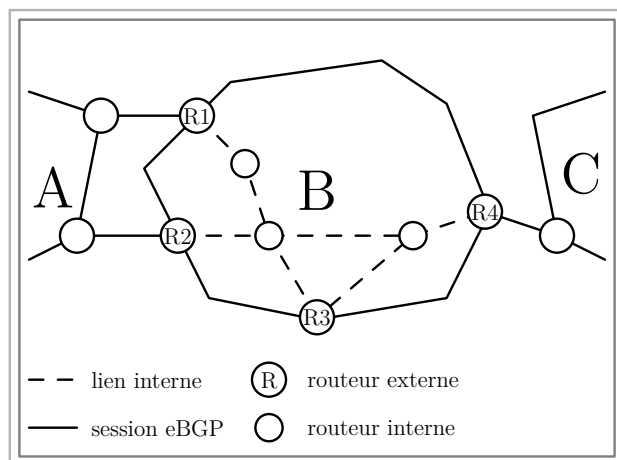 R1
A
B
C
R2
R4
R3
lien interne
R
routeur externe
session eBGP
routeur interne